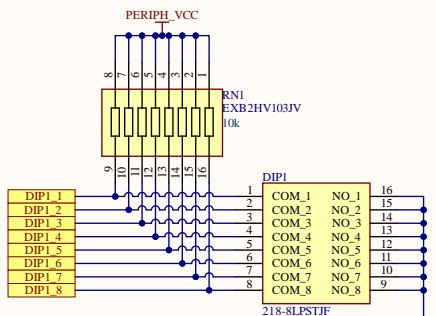 PERIPH_VCC
8 7 6 5 4 3 2 1
RN1
EXB2HV103JV
10k
9 10 11 12 13 14 15 16
DIP1
DIP1_1 1 COM_1 NO_1 16
DIP1_2 2 COM_2 NO_2 15
DIP1_3 3 COM_3 NO_3 14
DIP1_4 4 COM_4 NO_4 13
DIP1_5 5 COM_5 NO_5 12
DIP1_6 6 COM_6 NO_6 11
DIP1_7 7 COM_7 NO_7 10
DIP1_8 8 COM_8 NO_8 9
218-8LPSTJF